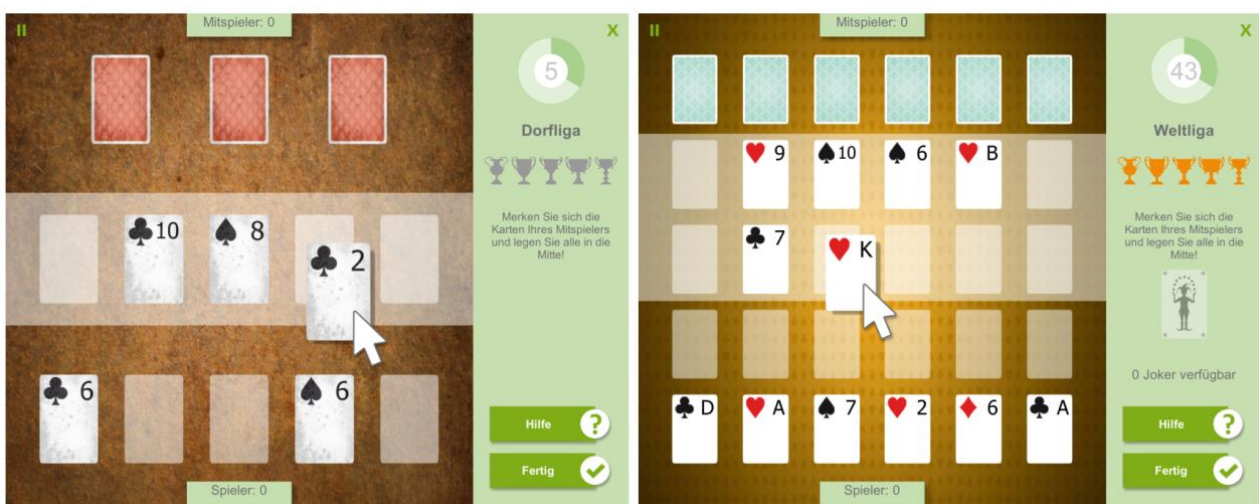 Mitspieler: 0
X
5
Dorfliga
Merken Sie sich die
Karten Ihres Mitspielers
und legen Sie alle in die
Mitte!
10
8
2
6
6
Hilfe ?
Fertig
Spieler: 0
Mitspieler: 0
X
43
9
10
6
B
Weltliga
Merken Sie sich die
Karten Ihres Mitspielers
und legen Sie alle in die
Mitte!
7
K
0 Joker verfügbar
D
A
7
2
6
A
Hilfe ?
Fertig
Spieler: 0